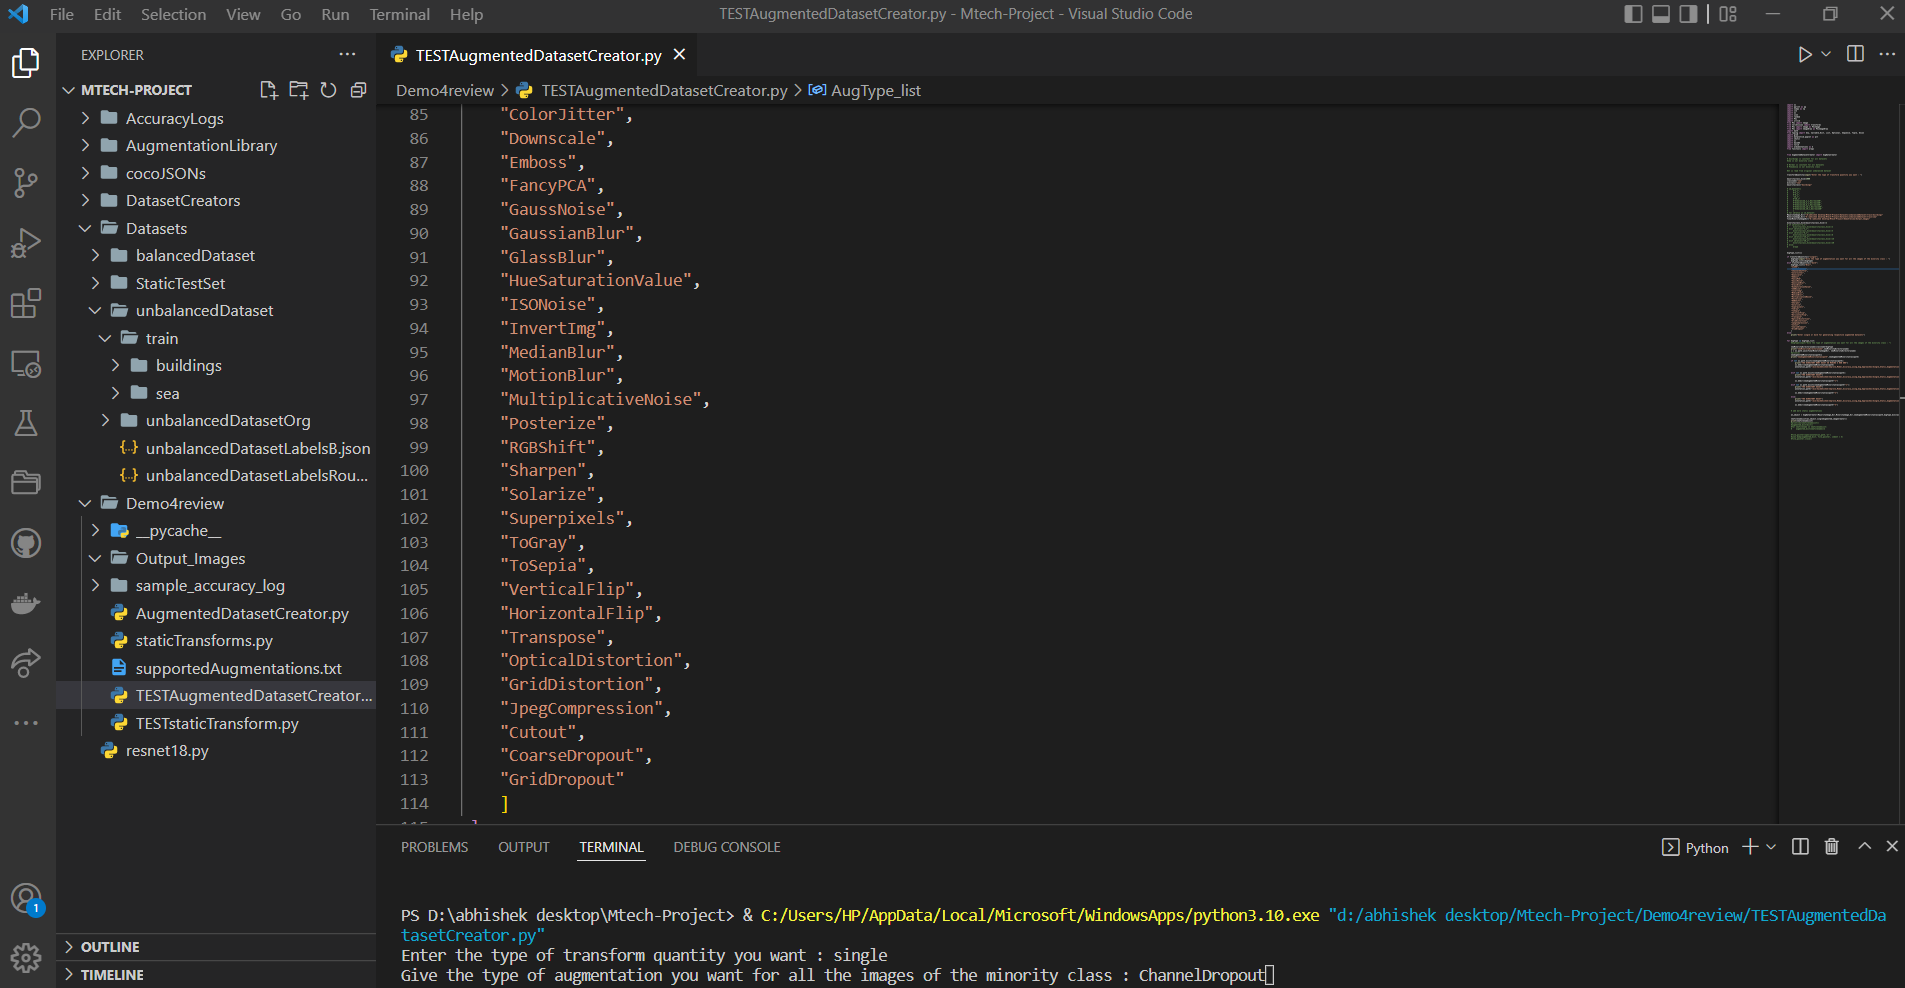 File Edit Selection View Go Run Terminal Help
TESTAugmentedDatasetCreator.py - Mtech-Project - Visual Studio Code
EXPLORER
MTECH-PROJECT
AccuracyLogs
AugmentationLibrary
cocoJSONs
DatasetCreators
Datasets
balancedDataset
StaticTestSet
unbalancedDataset
train
buildings
sea
unbalancedDatasetOrg
{..} unbalancedDatasetLabelsB.json
{..} unbalancedDatasetLabelsRou...
Demo4review
__pycache__
Output_Images
sample_accuracy_log
AugmentedDatasetCreator.py
staticTransforms.py
supportedAugmentations.txt
TESTAugmentedDatasetCreator...
TESTstaticTransform.py
resnet18.py
1
OUTLINE
TIMELINE
TESTAugmentedDatasetCreator.py
Demo4review > TESTAugmentedDatasetCreator.py > AugType_list
85 "ColorJitter",
86 "Downscale",
87 "Emboss",
88 "FancyPCA",
89 "GaussNoise",
90 "GaussianBlur",
91 "GlassBlur",
92 "HueSaturationValue",
93 "ISONoise",
94 "InvertImg",
95 "MedianBlur",
96 "MotionBlur",
97 "MultiplicativeNoise",
98 "Posterize",
99 "RGBShift",
100 "Sharpen",
101 "Solarize",
102 "Superpixels",
103 "ToGray",
104 "ToSepia",
105 "VerticalFlip",
106 "HorizontalFlip",
107 "Transpose",
108 "OpticalDistortion",
109 "GridDistortion",
110 "JpegCompression",
111 "Cutout",
112 "CoarseDropout",
113 "GridDropout"
114 ]
PROBLEMS OUTPUT TERMINAL DEBUG CONSOLE
Python
PS D:\abhishek desktop\Mtech-Project> & C:/Users/HP/AppData/Local/Microsoft/WindowsApps/python3.10.exe "d:/abhishek desktop/Mtech-Project/Demo4review/TESTAugmentedDa
tasetCreator.py"
Enter the type of transform quantity you want : single
Give the type of augmentation you want for all the images of the minority class : ChannelDropout